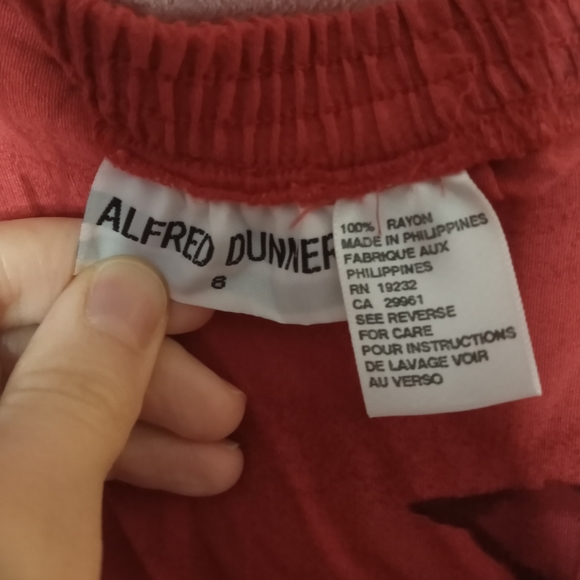 ALFRED DUNNER
8
100% RAYON
MADE IN PHILIPPINES
FABRIQUE AUX
PHILIPPINES
RN 19232
CA 29961
SEE REVERSE
FOR CARE
POUR INSTRUCTIONS
DE LAVAGE VOIR
AU VERSO